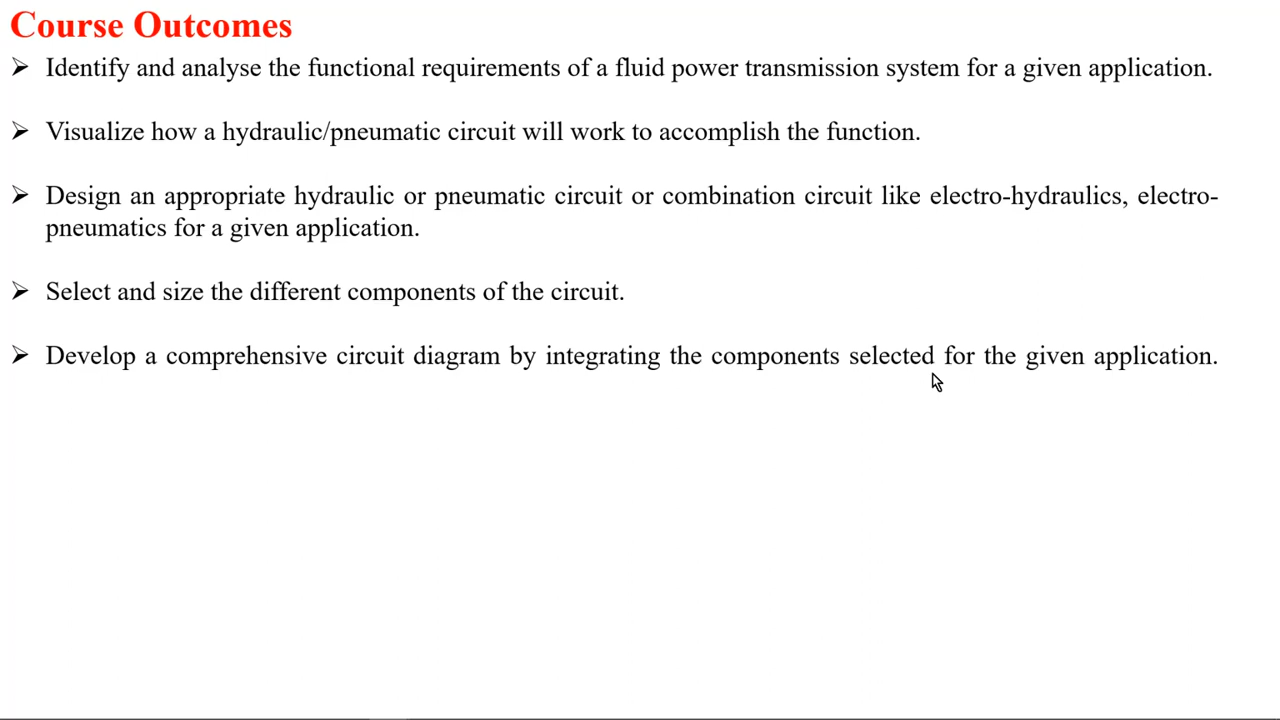 Course Outcomes
➢ Identify and analyse the functional requirements of a fluid power transmission system for a given application.
➢ Visualize how a hydraulic/pneumatic circuit will work to accomplish the function.
➢ Design an appropriate hydraulic or pneumatic circuit or combination circuit like electro-hydraulics, electro-
pneumatics for a given application.
➢ Select and size the different components of the circuit.
➢ Develop a comprehensive circuit diagram by integrating the components selected for the given application.